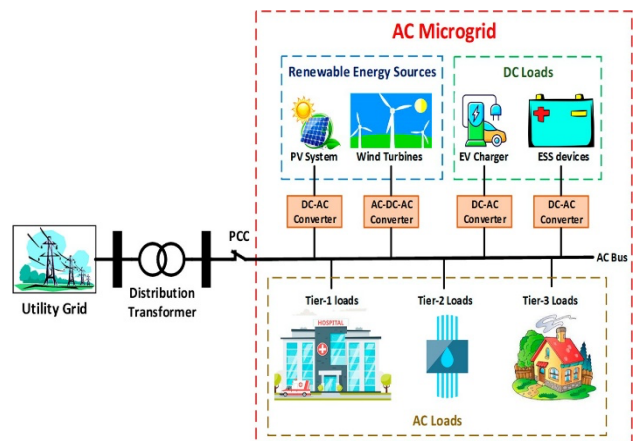 AC Microgrid
Renewable Energy Sources
DC Loads
PV System
Wind Turbines
EV Charger
ESS devices
DC-AC
Converter
AC-DC-AC
Converter
DC-AC
Converter
DC-AC
Converter
PCC
AC Bus
Utility Grid
Distribution
Transformer
Tier-1 loads
Tier-2 Loads
Tier-3 Loads
HOSPITAL
AC Loads